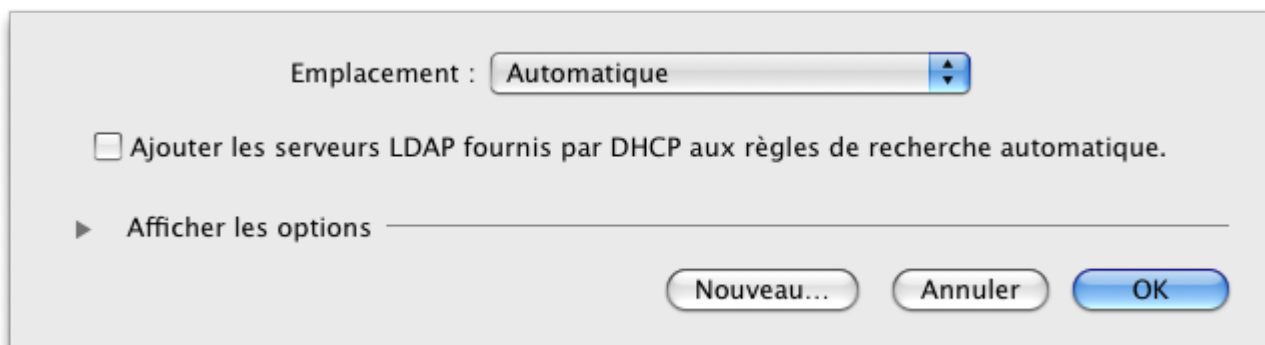 Emplacement : Automatique
Ajouter les serveurs LDAP fournis par DHCP aux règles de recherche automatique.
Afficher les options
Nouveau... Annuler OK